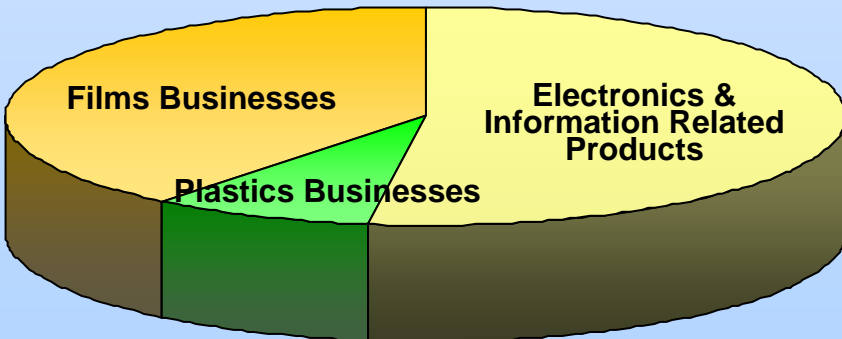 Films Businesses
Electronics &
Information Related
Products
Plastics Businesses